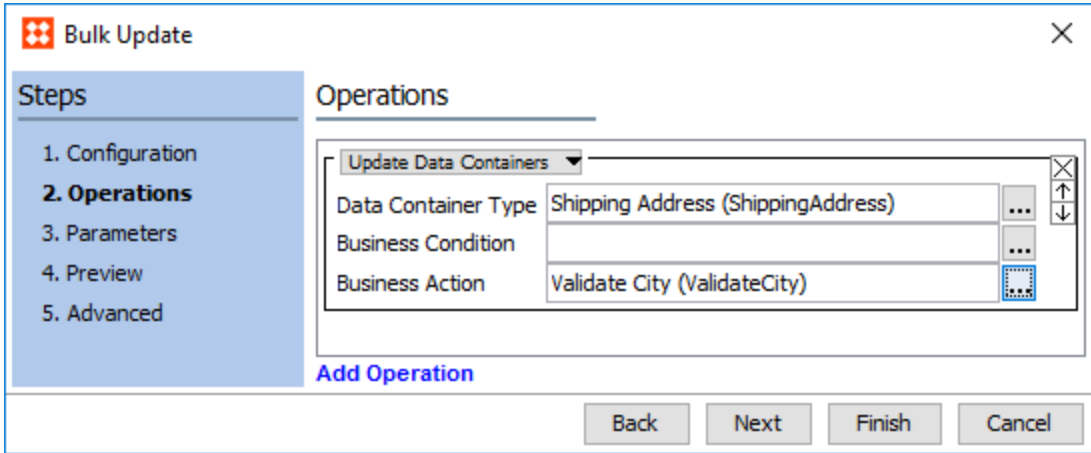 Bulk Update
Steps
1. Configuration
2. Operations
3. Parameters
4. Preview
5. Advanced
Operations
Update Data Containers
Data Container Type Shipping Address (ShippingAddress) ...
Business Condition ...
Business Action Validate City (ValidateCity) ...
Add Operation
Back Next Finish Cancel